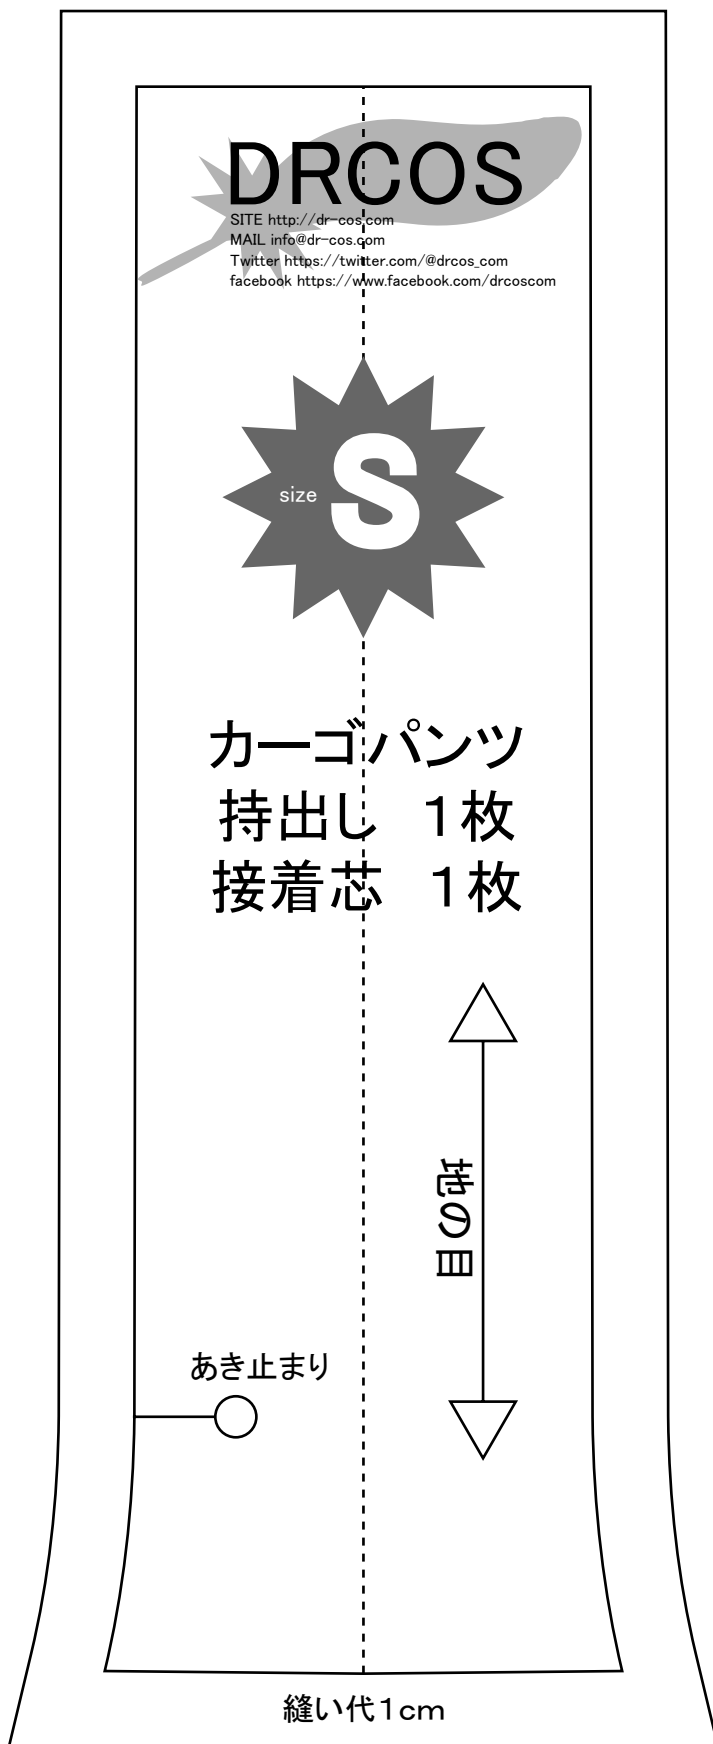 DRCOS
SITE http://dr-cos.com
MAIL info@dr-cos.com
Twitter https://twitter.com/@drcos_com
facebook https://www.facebook.com/drcoscom
size S
カーゴパンツ
持出し　１枚
接着芯　１枚
地の目
あき止まり
縫い代１cm